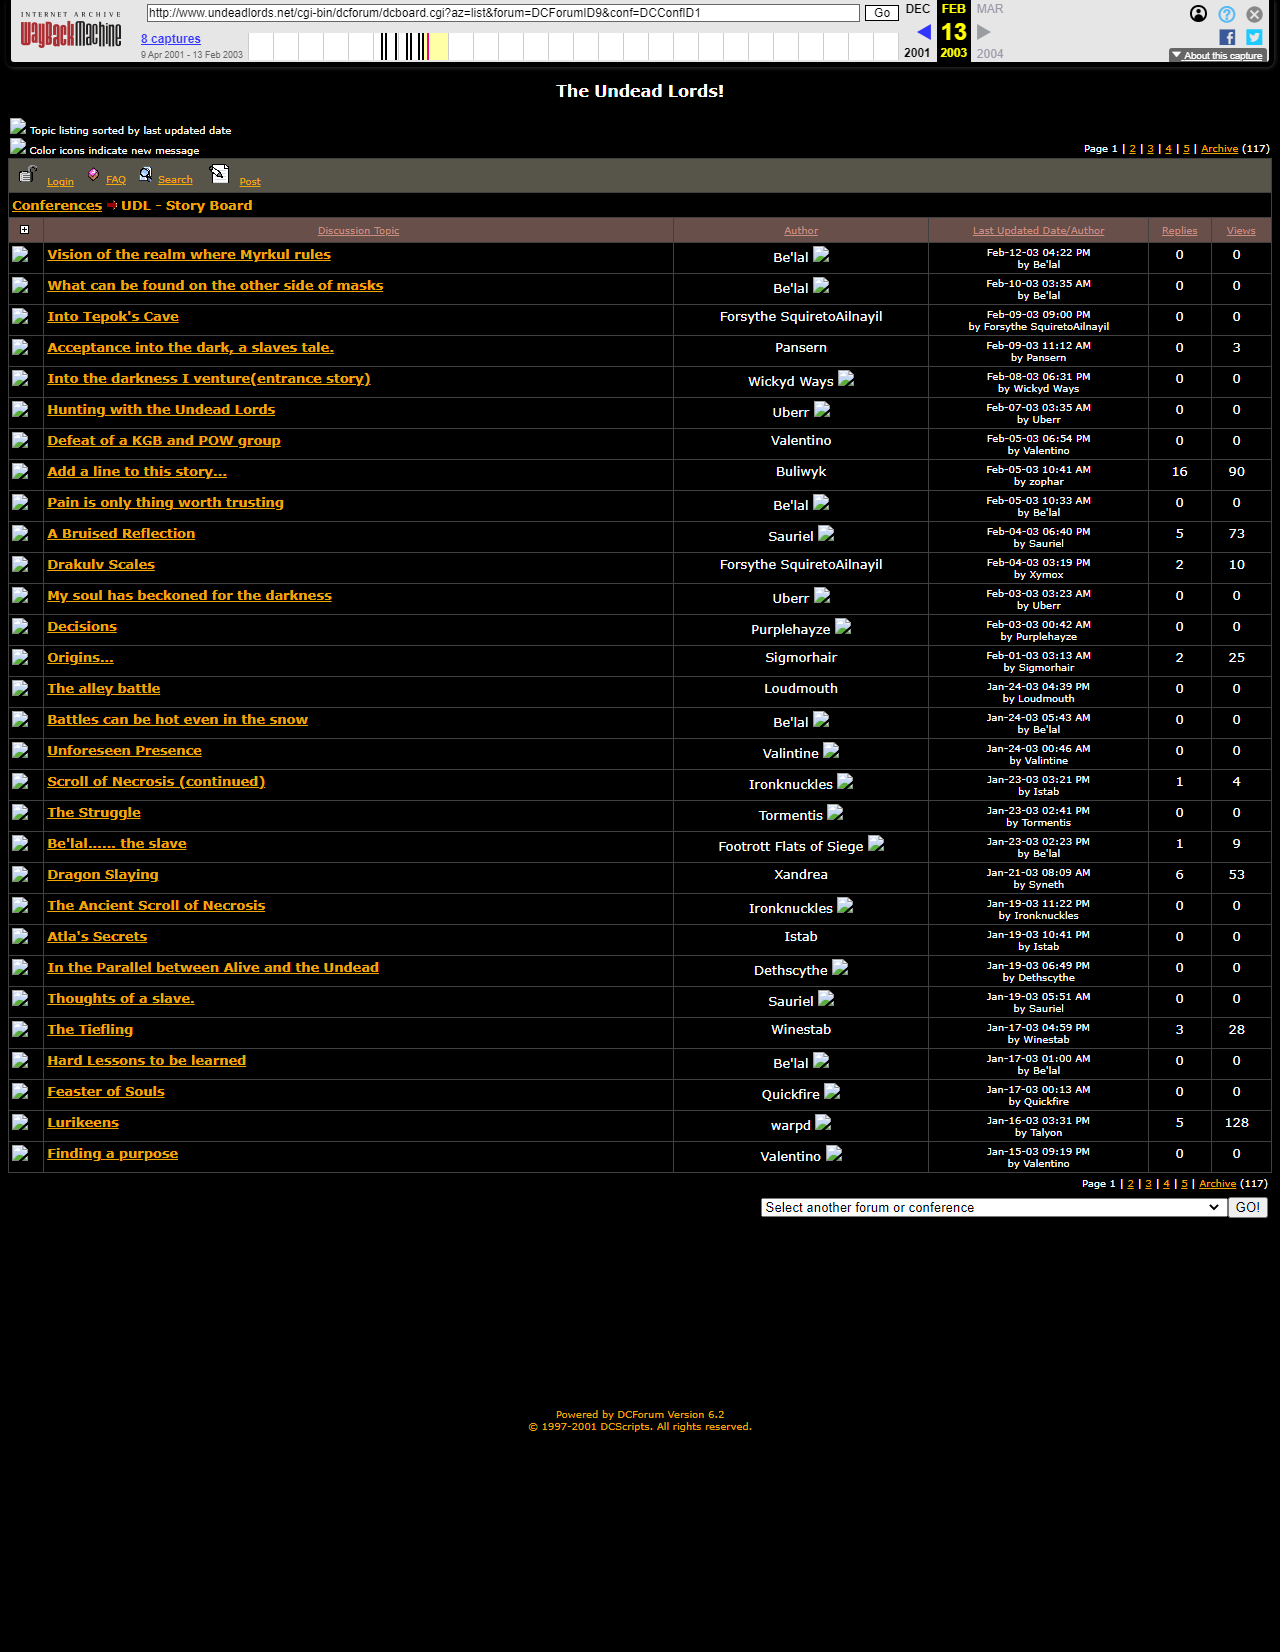 INTERNET ARCHIVE
WayBackMachine
http://www.undeadlords.net/cgi-bin/dcforum/dcboard.cgi?az=list&forum=DCForumID9&conf=DCConfID1
Go
DEC FEB MAR
8 captures
13
9 Apr 2001 - 13 Feb 2003
2001 2003 2004
About this capture
The Undead Lords!
Topic listing sorted by last updated date
Color icons indicate new message
Page 1 | 2 | 3 | 4 | 5 | Archive (117)
Login FAQ Search Post
Conferences UDL - Story Board
Discussion Topic Author Last Updated Date/Author Replies Views
Vision of the realm where Myrkul rules Be'lal Feb-12-03 04:22 PM 0 0
by Be'lal
What can be found on the other side of masks Be'lal Feb-10-03 03:35 AM 0 0
by Be'lal
Into Tepok's Cave Forsythe SquiretoAilnayil Feb-09-03 09:00 PM 0 0
by Forsythe SquiretoAilnayil
Acceptance into the dark, a slaves tale. Pansern Feb-09-03 11:12 AM 0 3
by Pansern
Into the darkness I venture(entrance story) Wickyd Ways Feb-08-03 06:31 PM 0 0
by Wickyd Ways
Hunting with the Undead Lords Uberr Feb-07-03 03:35 AM 0 0
by Uberr
Defeat of a KGB and POW group Valentino Feb-05-03 06:54 PM 0 0
by Valentino
Add a line to this story... Buliwyk Feb-05-03 10:41 AM 16 90
by zophar
Pain is only thing worth trusting Be'lal Feb-05-03 10:33 AM 0 0
by Be'lal
A Bruised Reflection Sauriel Feb-04-03 06:40 PM 5 73
by Sauriel
Drakulv Scales Forsythe SquiretoAilnayil Feb-04-03 03:19 PM 2 10
by Xymox
My soul has beckoned for the darkness Uberr Feb-03-03 03:23 AM 0 0
by Uberr
Decisions Purplehayze Feb-03-03 00:42 AM 0 0
by Purplehayze
Origins... Sigmorhair Feb-01-03 03:13 AM 2 25
by Sigmorhair
The alley battle Loudmouth Jan-24-03 04:39 PM 0 0
by Loudmouth
Battles can be hot even in the snow Be'lal Jan-24-03 05:43 AM 0 0
by Be'lal
Unforeseen Presence Valintine Jan-24-03 00:46 AM 0 0
by Valintine
Scroll of Necrosis (continued) Ironknuckles Jan-23-03 03:21 PM 1 4
by Istab
The Struggle Tormentis Jan-23-03 02:41 PM 0 0
by Tormentis
Be'lal...... the slave Footrott Flats of Siege Jan-23-03 02:23 PM 1 9
by Be'lal
Dragon Slaying Xandrea Jan-21-03 08:09 AM 6 53
by Syneth
The Ancient Scroll of Necrosis Ironknuckles Jan-19-03 11:22 PM 0 0
by Ironknuckles
Atla's Secrets Istab Jan-19-03 10:41 PM 0 0
by Istab
In the Parallel between Alive and the Undead Dethscythe Jan-19-03 06:49 PM 0 0
by Dethscythe
Thoughts of a slave. Sauriel Jan-19-03 05:51 AM 0 0
by Sauriel
The Tiefling Winestab Jan-17-03 04:59 PM 3 28
by Winestab
Hard Lessons to be learned Be'lal Jan-17-03 01:00 AM 0 0
by Be'lal
Feaster of Souls Quickfire Jan-17-03 00:13 AM 0 0
by Quickfire
Lurikeens warpd Jan-16-03 03:31 PM 5 128
by Talyon
Finding a purpose Valentino Jan-15-03 09:19 PM 0 0
by Valentino
Page 1 | 2 | 3 | 4 | 5 | Archive (117)
Select another forum or conference GO!
Powered by DCForum Version 6.2
© 1997-2001 DCScripts. All rights reserved.